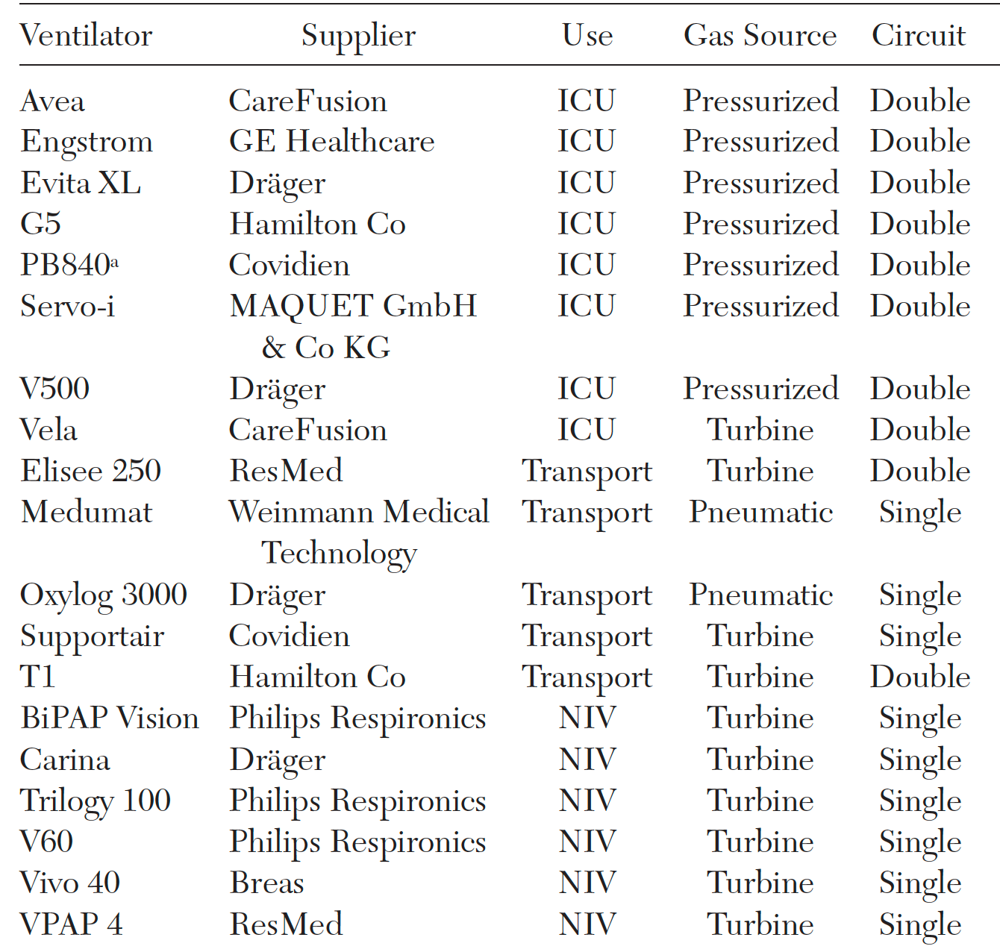 Ventilator Supplier Use Gas Source Circuit
Avea CareFusion ICU Pressurized Double
Engstrom GE Healthcare ICU Pressurized Double
Evita XL Dräger ICU Pressurized Double
G5 Hamilton Co ICU Pressurized Double
PB840ª Covidien ICU Pressurized Double
Servo-i MAQUET GmbH ICU Pressurized Double
& Co KG
V500 Dräger ICU Pressurized Double
Vela CareFusion ICU Turbine Double
Elisee 250 ResMed Transport Turbine Double
Medumat Weinmann Medical Transport Pneumatic Single
Technology
Oxylog 3000 Dräger Transport Pneumatic Single
Supportair Covidien Transport Turbine Single
T1 Hamilton Co Transport Turbine Double
BiPAP Vision Philips Respironics NIV Turbine Single
Carina Dräger NIV Turbine Single
Trilogy 100 Philips Respironics NIV Turbine Single
V60 Philips Respironics NIV Turbine Single
Vivo 40 Breas NIV Turbine Single
VPAP 4 ResMed NIV Turbine Single